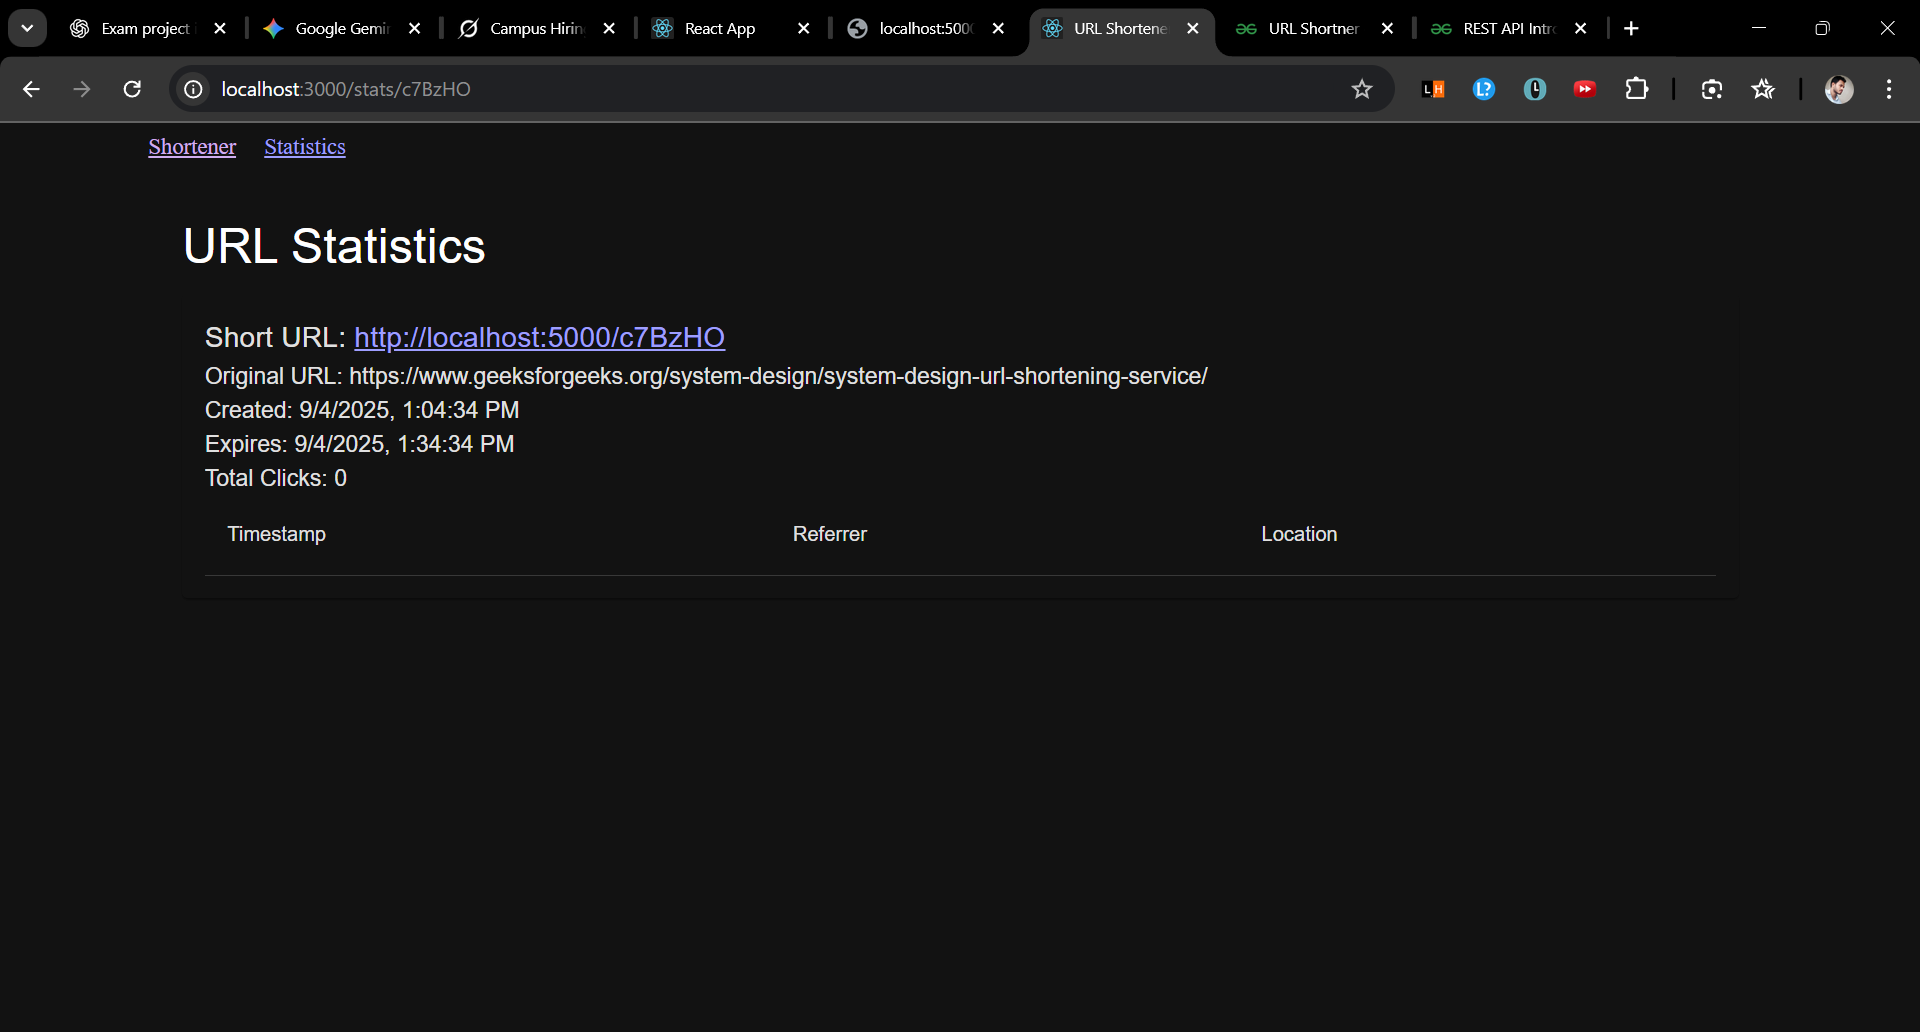 Exam project
Google Gemi
Campus Hirin
React App
localhost:500
URL Shortene
URL Shortner
REST API Intr
localhost:3000/stats/c7BzHO
LH
L?
L
Shortener Statistics
URL Statistics
Short URL: http://localhost:5000/c7BzHO
Original URL: https://www.geeksforgeeks.org/system-design/system-design-url-shortening-service/
Created: 9/4/2025, 1:04:34 PM
Expires: 9/4/2025, 1:34:34 PM
Total Clicks: 0
Timestamp Referrer Location